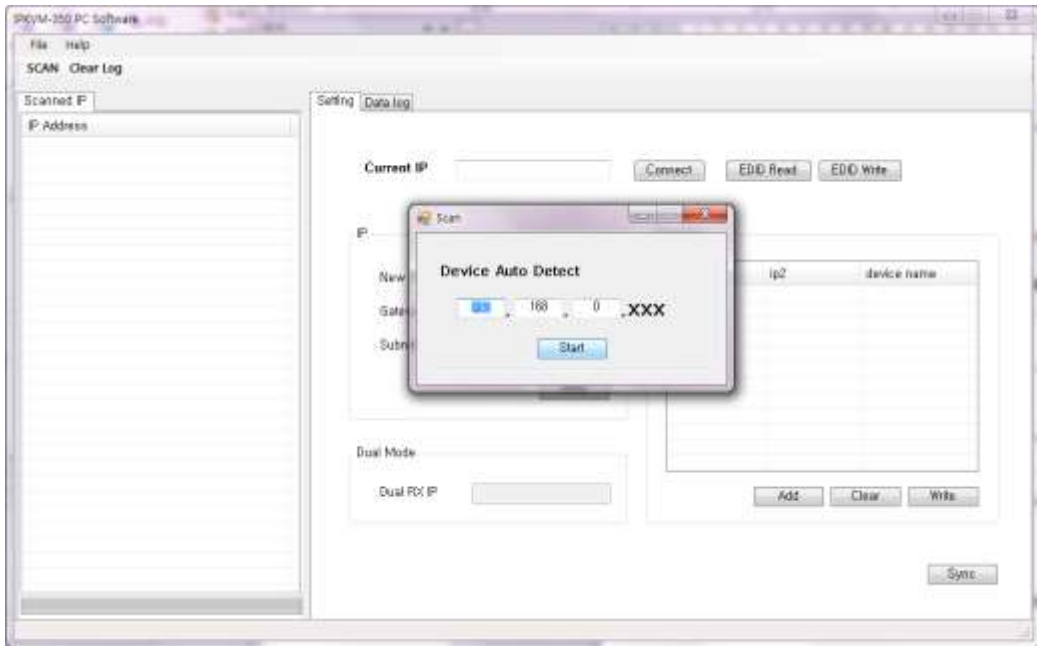 IPKVM-350 PC Software
File Help
SCAN Clear Log
Scanned IP
IP Address
Setting Data log
Current IP
Connect EDID Read EDID Write
Scan
Device Auto Detect
168 . 0 .XXX
Start
IP
New
Subn
ip2 device name
Dual Mode
Dual RX IP
Add Clear Write
Sync